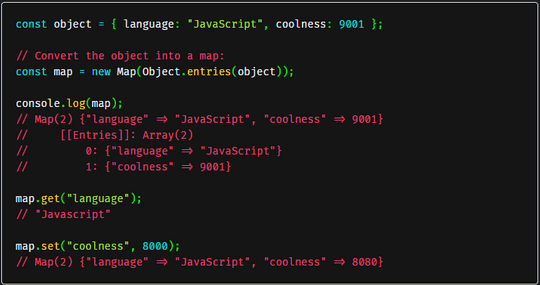 const object = { language: "JavaScript", coolness: 9001 };
// Convert the object into a map:
const map = new Map(Object.entries(object));
console.log(map);
// Map(2) {"language" => "JavaScript", "coolness" => 9001}
//     [[Entries]]: Array(2)
//         0: {"language" => "JavaScript"}
//         1: {"coolness" => 9001}
map.get("language");
// "Javascript"
map.set("coolness", 8000);
// Map(2) {"language" => "JavaScript", "coolness" => 8080}